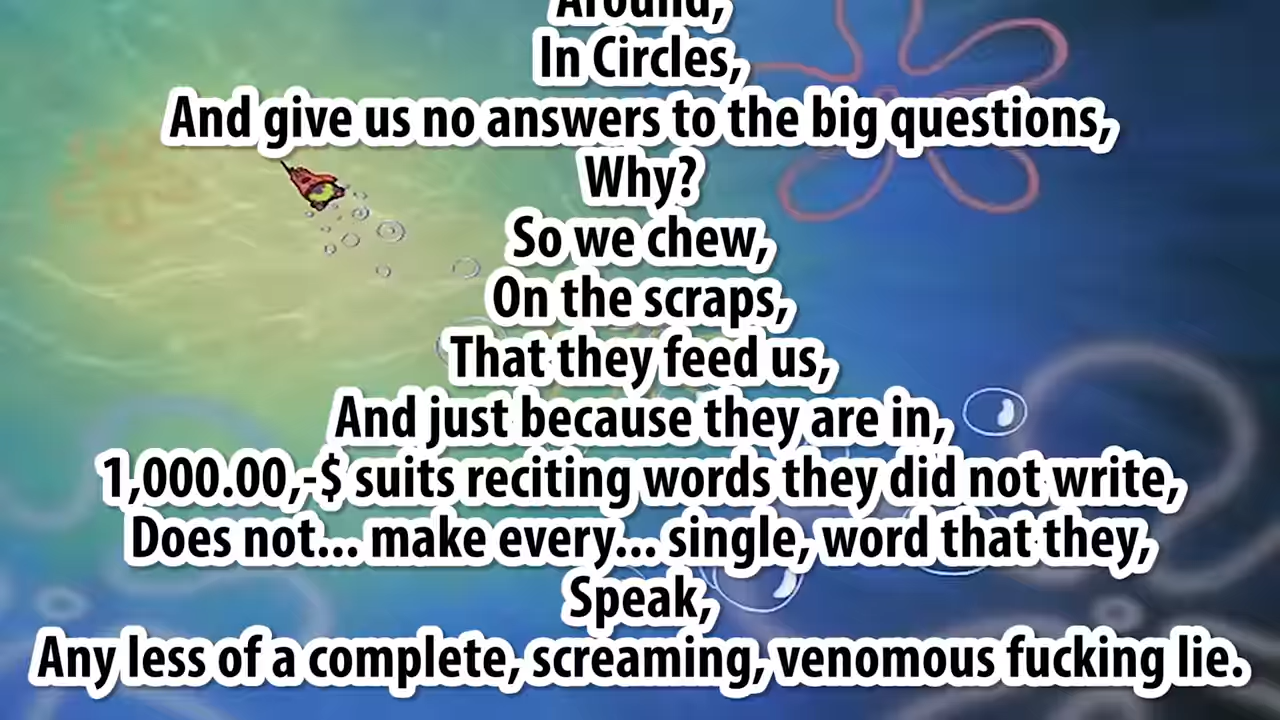 Around,
In Circles,
And give us no answers to the big questions,
Why?
So we chew,
On the scraps,
That they feed us,
And just because they are in,
1,000.00,-$ suits reciting words they did not write,
Does not... make every... single, word that they,
Speak,
Any less of a complete, screaming, venomous fucking lie.